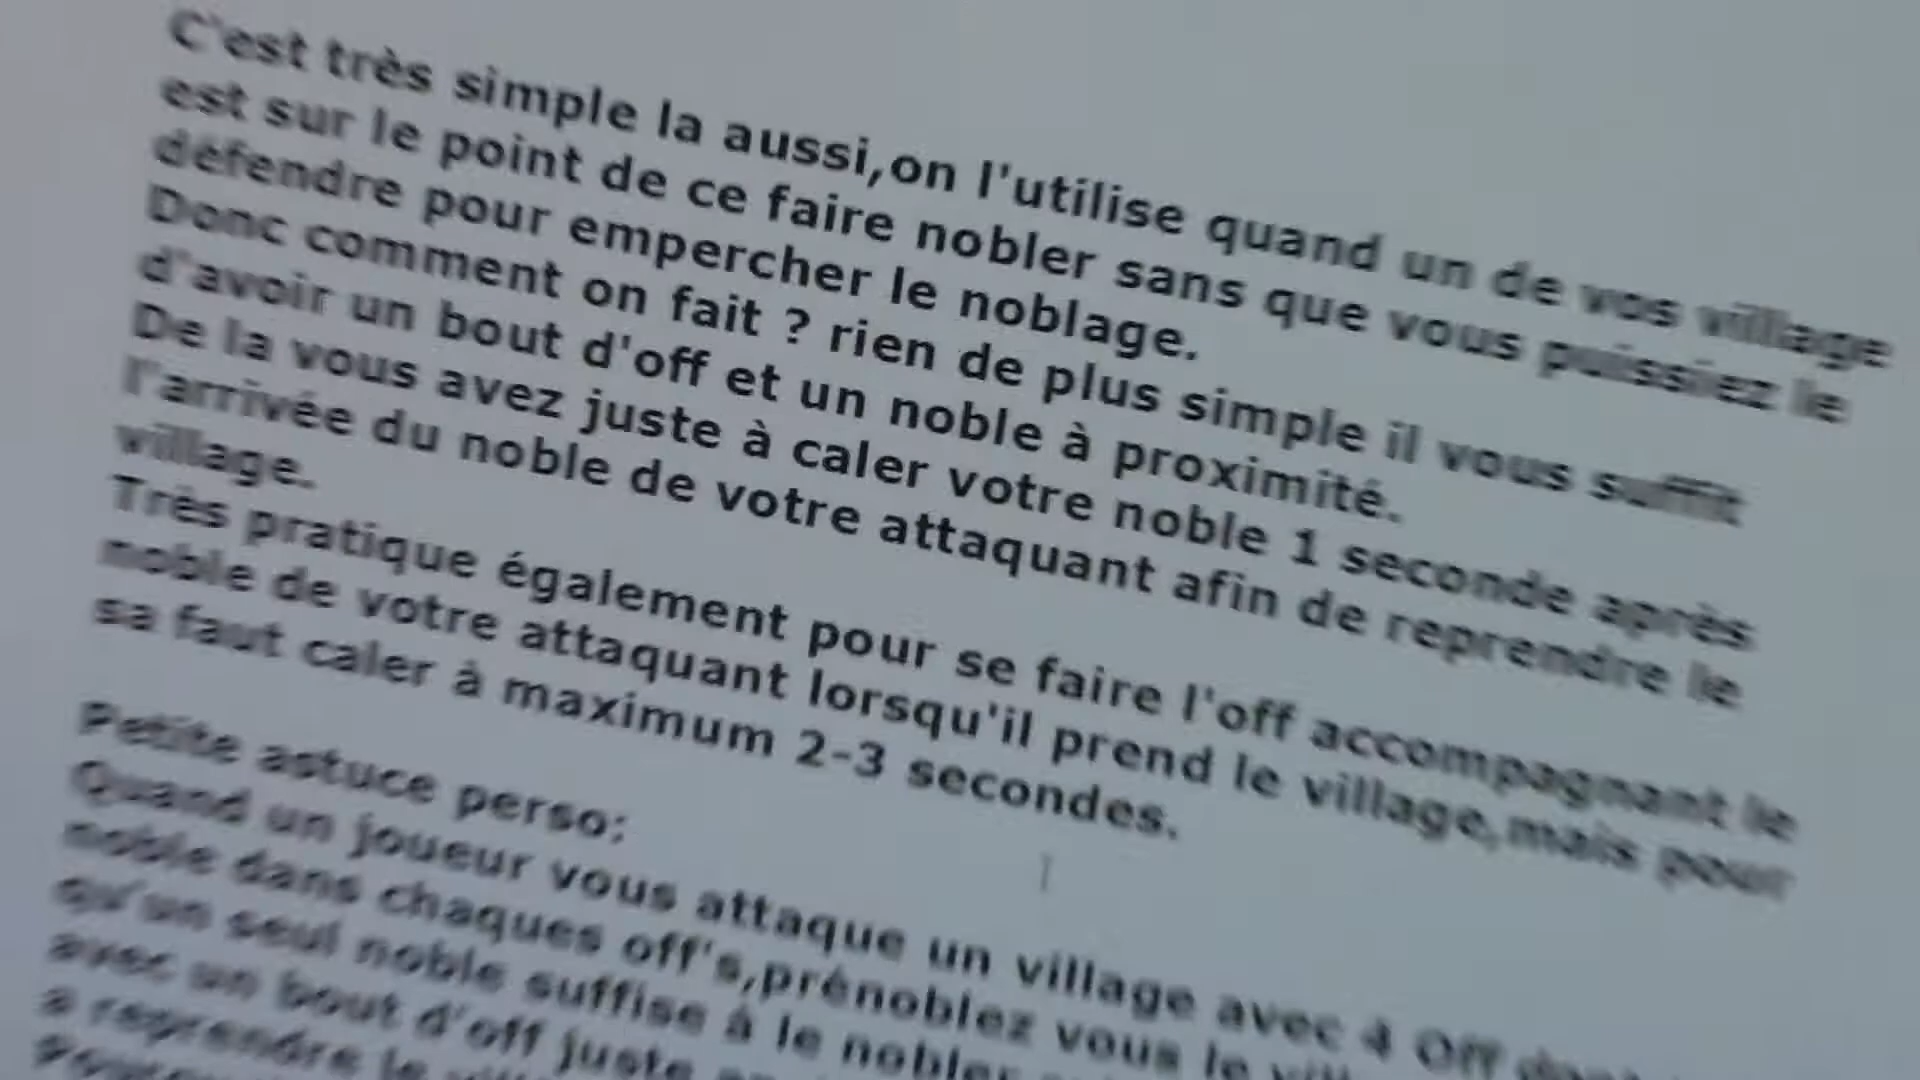 C'est très simple la aussi,on l'utilise quand un de vos village
est sur le point de ce faire nobler sans que vous puissiez le
défendre pour empercher le noblage.
Donc comment on fait ? rien de plus simple il vous suffit
d'avoir un bout d'off et un noble à proximité.
De la vous avez juste à caler votre noble 1 seconde après
l'arrivée du noble de votre attaquant afin de reprendre le
village.
Très pratique également pour se faire l'off accompagnant le
noble de votre attaquant lorsqu'il prend le village,mais pour
sa faut caler à maximum 2-3 secondes.
Petite astuce perso:
Quand un joueur vous attaque un village avec 4 Off
noble dans chaques off's,prénoblez vous le
qu'un seul noble suffise à le nobler
avec un bout d'off juste
a reprendre le